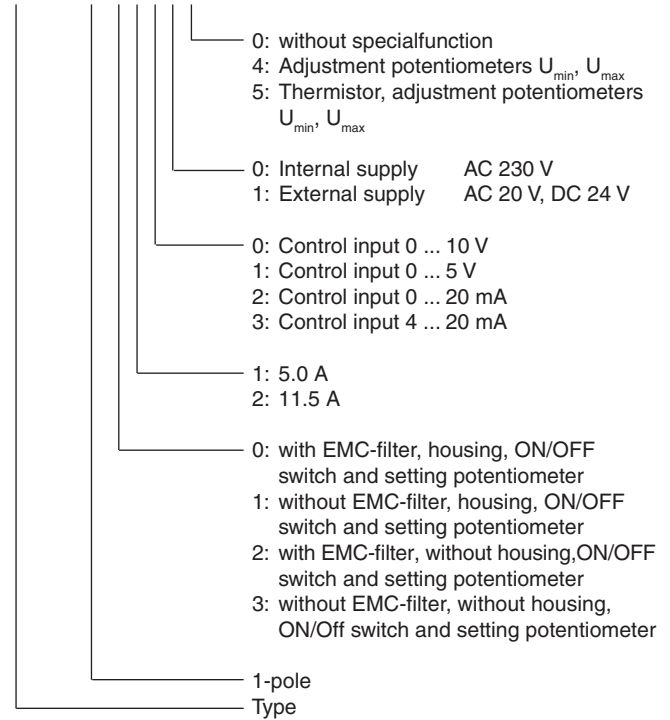 0: without specialfunction
4: Adjustment potentiometers Umin, Umax
5: Thermistor, adjustment potentiometers
Umin, Umax
0: Internal supply AC 230 V
1: External supply AC 20 V, DC 24 V
0: Control input 0 ... 10 V
1: Control input 0 ... 5 V
2: Control input 0 ... 20 mA
3: Control input 4 ... 20 mA
1: 5.0 A
2: 11.5 A
0: with EMC-filter, housing, ON/OFF
switch and setting potentiometer
1: without EMC-filter, housing, ON/OFF
switch and setting potentiometer
2: with EMC-filter, without housing,ON/OFF
switch and setting potentiometer
3: without EMC-filter, without housing,
ON/Off switch and setting potentiometer
1-pole
Type